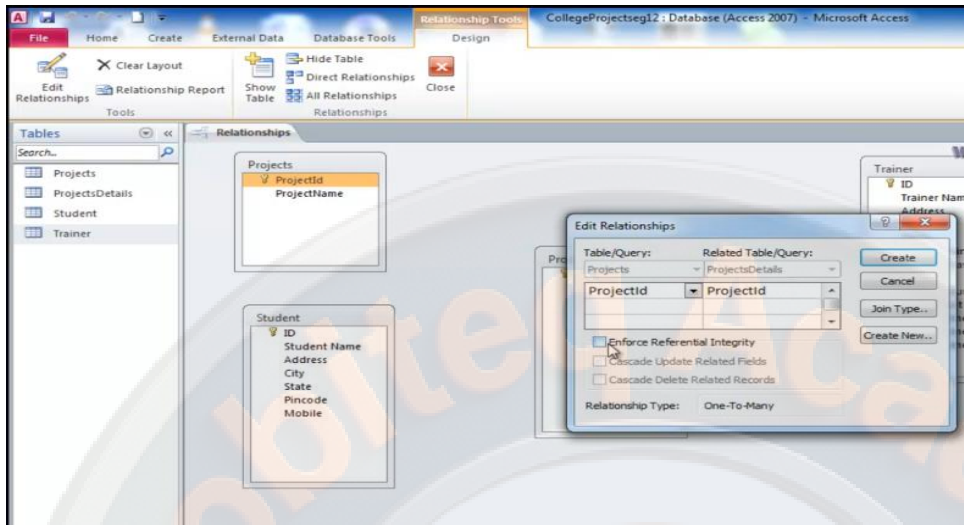 Relationship Tools
CollegeProjectseg12 : Database (Access 2007) - Microsoft Access
File Home Create External Data Database Tools Design
Edit Relationships
Clear Layout
Relationship Report
Tools
Show Table
Hide Table
Direct Relationships
All Relationships
Relationships
Close
Tables
Search...
Projects
ProjectsDetails
Student
Trainer
Relationships
Projects
ProjectId
ProjectName
Student
ID
Student Name
Address
City
State
Pincode
Mobile
Pro
Trainer
ID
Trainer Nam
Address
Edit Relationships
Table/Query: Related Table/Query:
Projects ProjectsDetails
ProjectId ProjectId
Enforce Referential Integrity
Cascade Update Related Fields
Cascade Delete Related Records
Relationship Type: One-To-Many
Create
Cancel
Join Type..
Create New..